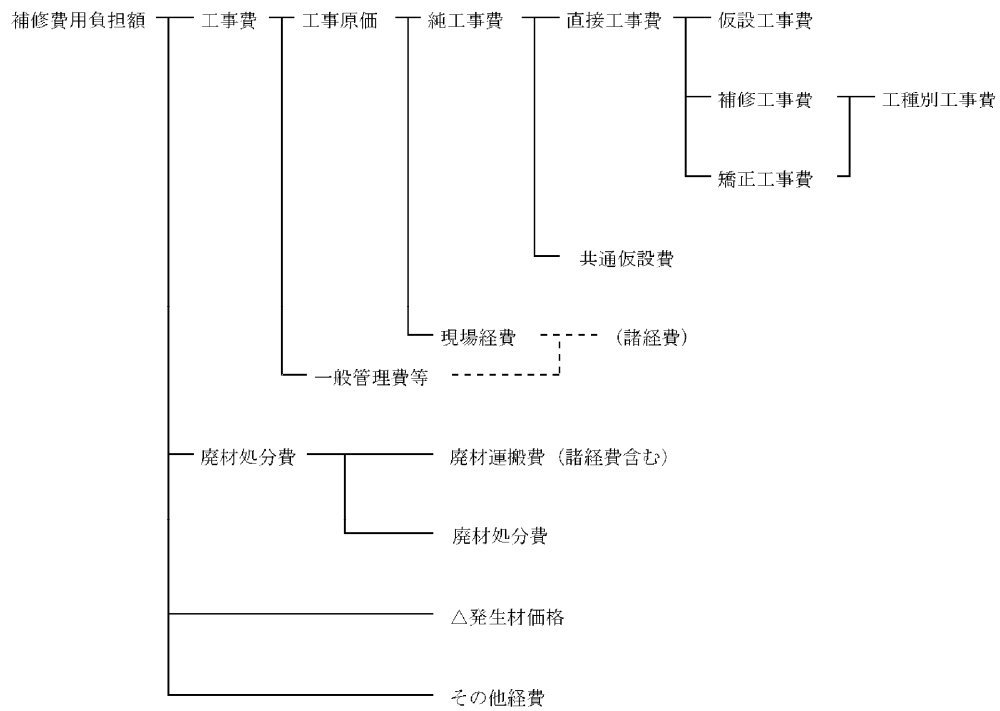 補修費用負担額 工事費 工事原価 純工事費 直接工事費 仮設工事費
補修工事費 工種別工事費
矯正工事費
共通仮設費
現場経費 (諸経費)
一般管理費等
廃材処分費 廃材運搬費(諸経費含む)
廃材処分費
△発生材価格
その他経費